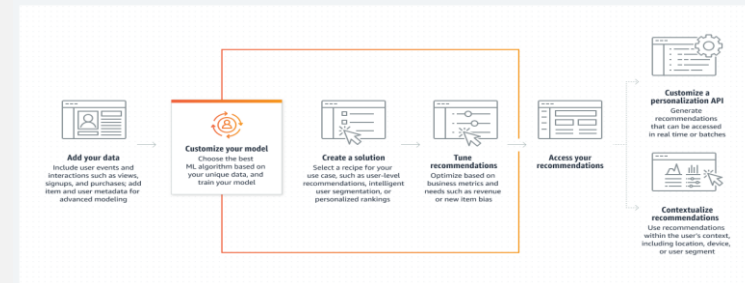 Add your data
Include user events and
interactions such as views,
signups, and purchases; add
item and user metadata for
advanced modeling
Customize your model
Choose the best
ML algorithm based on
your unique data, and
train your model
Create a solution
Select a recipe for your
use case, such as user-level
recommendations, intelligent
user segmentation, or
personalized rankings
Tune
recommendations
Optimize based on
business metrics and
needs such as revenue
or new item bias
Access your
recommendations
Customize a
personalization API
Generate
recommendations
that can be accessed
in real time or batches
Contextualize
recommendations
Use recommendations
within the user's context,
including location, device,
or user segment